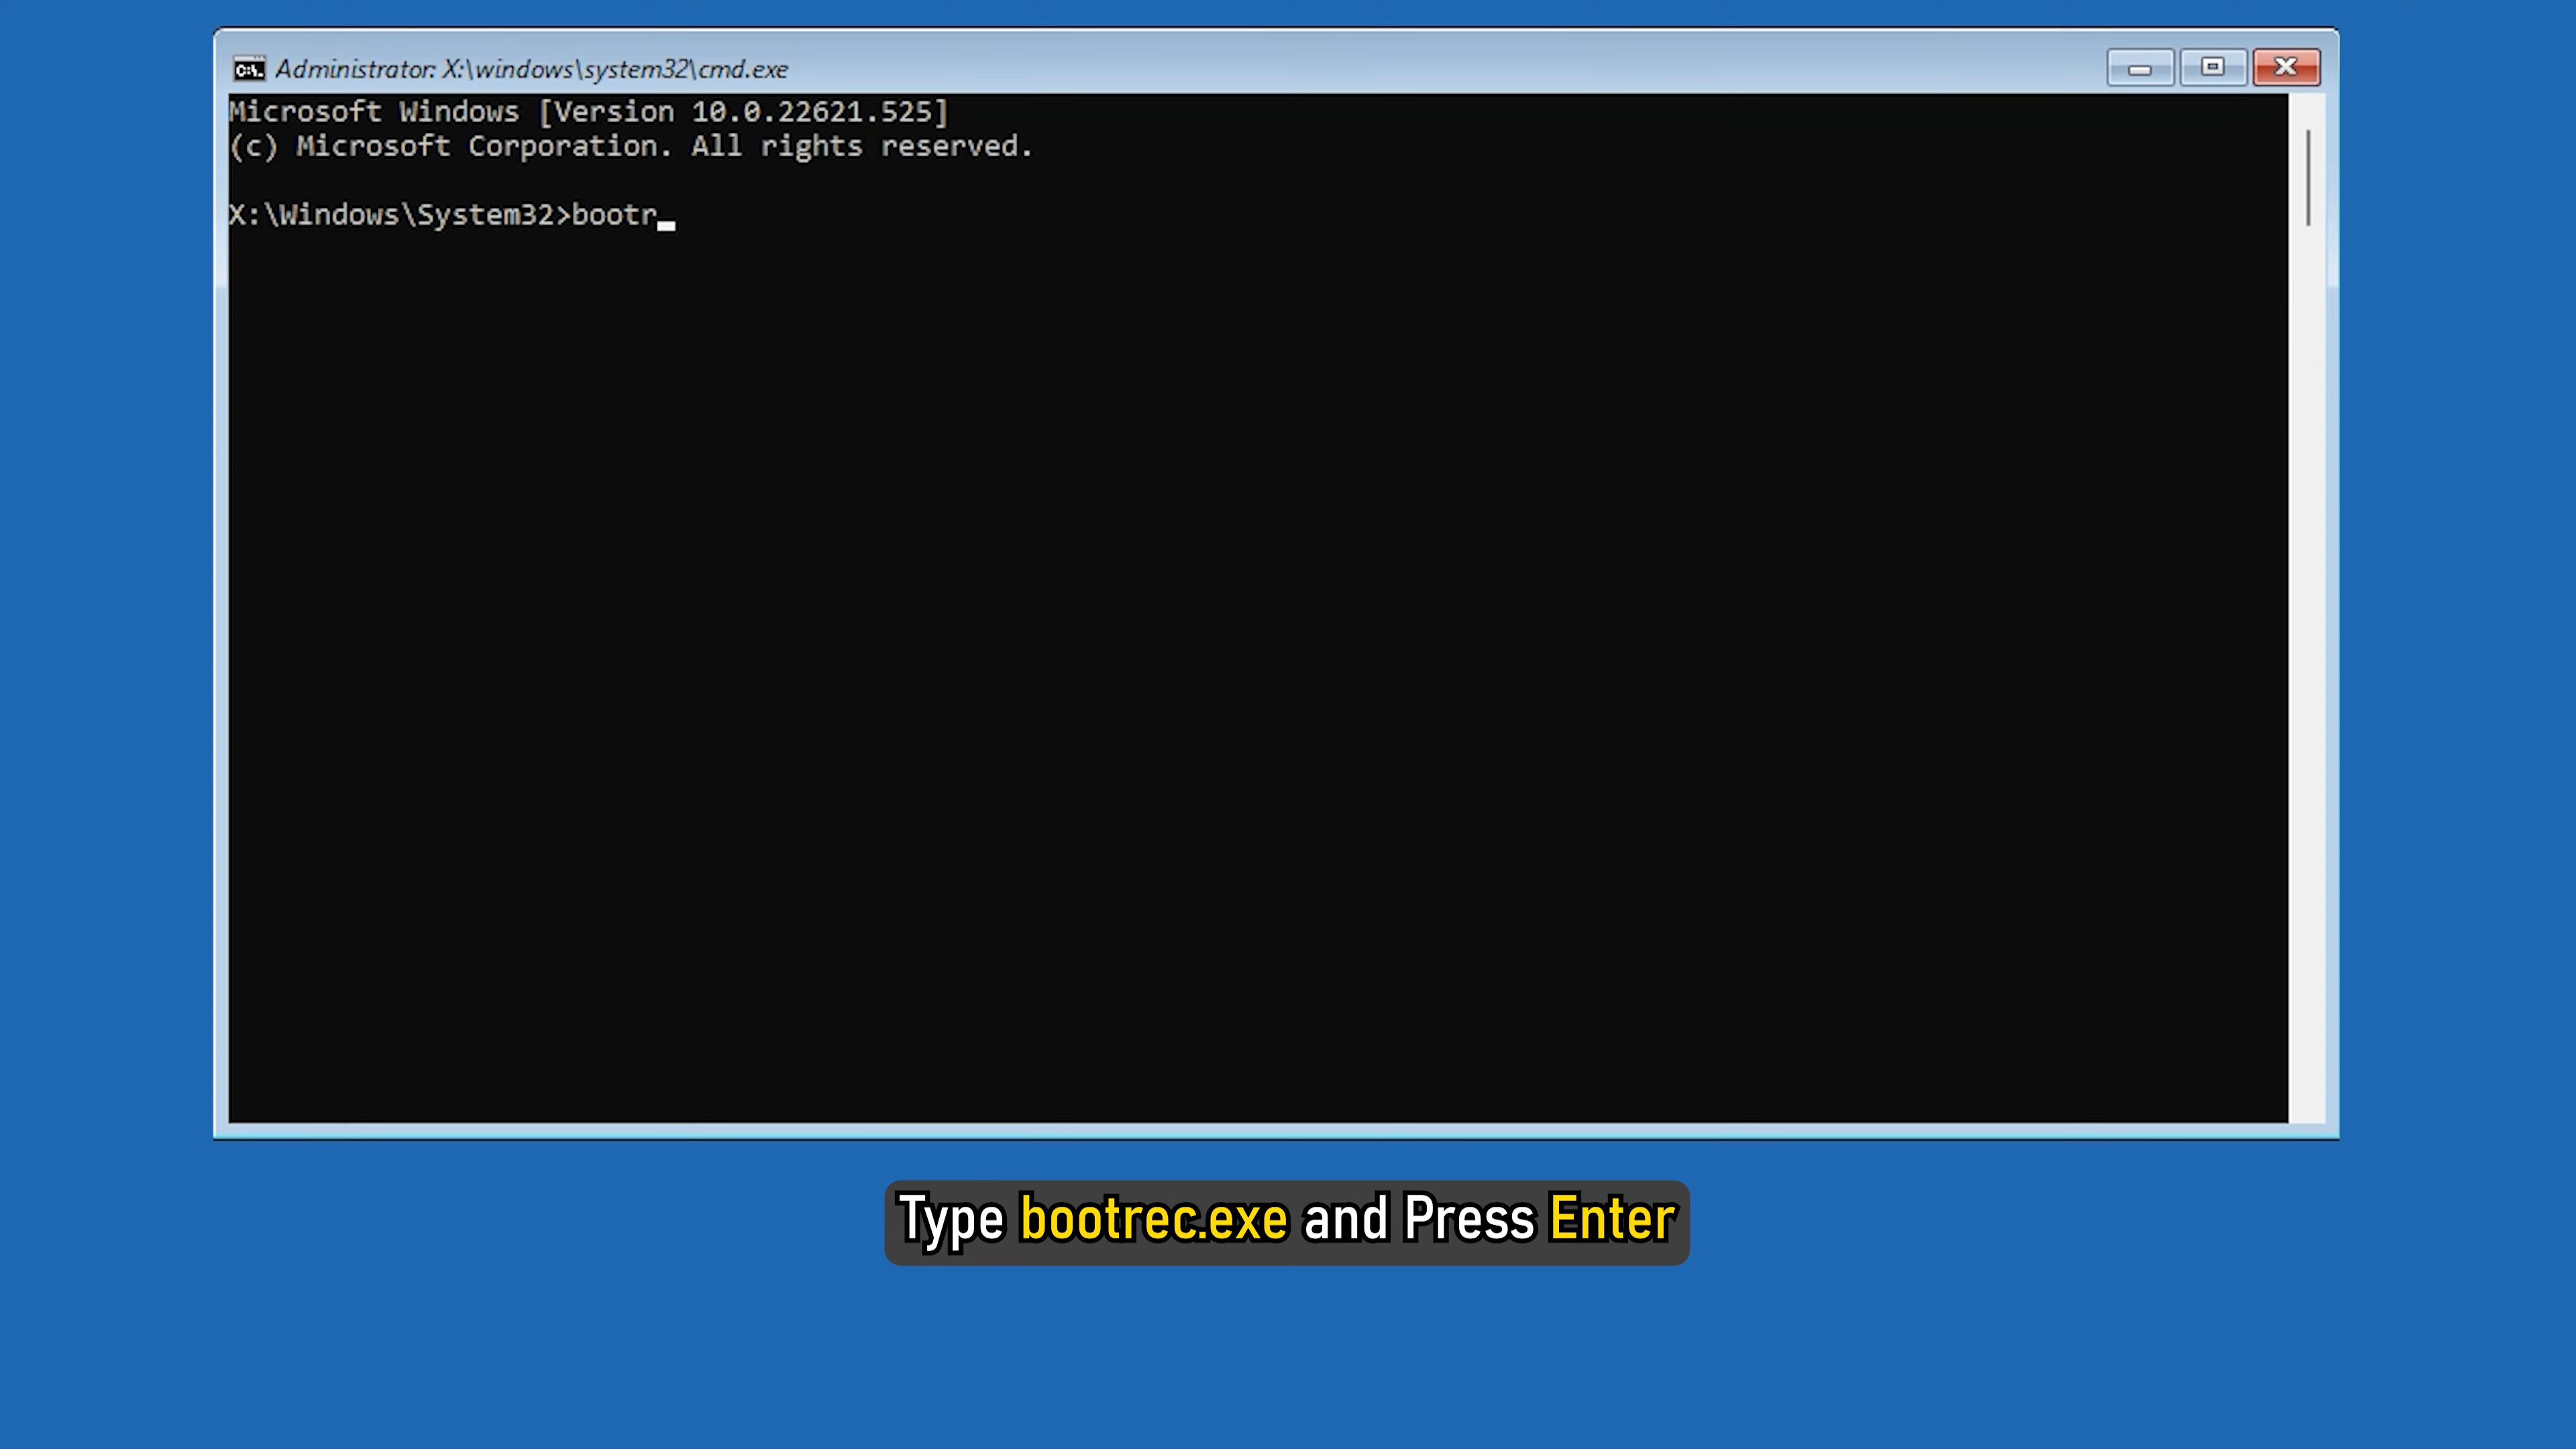 Administrator: X:\windows\system32\cmd.exe
Microsoft Windows [Version 10.0.22621.525]
(c) Microsoft Corporation. All rights reserved.
X:\Windows\System32>bootr_
Type bootrec.exe and Press Enter